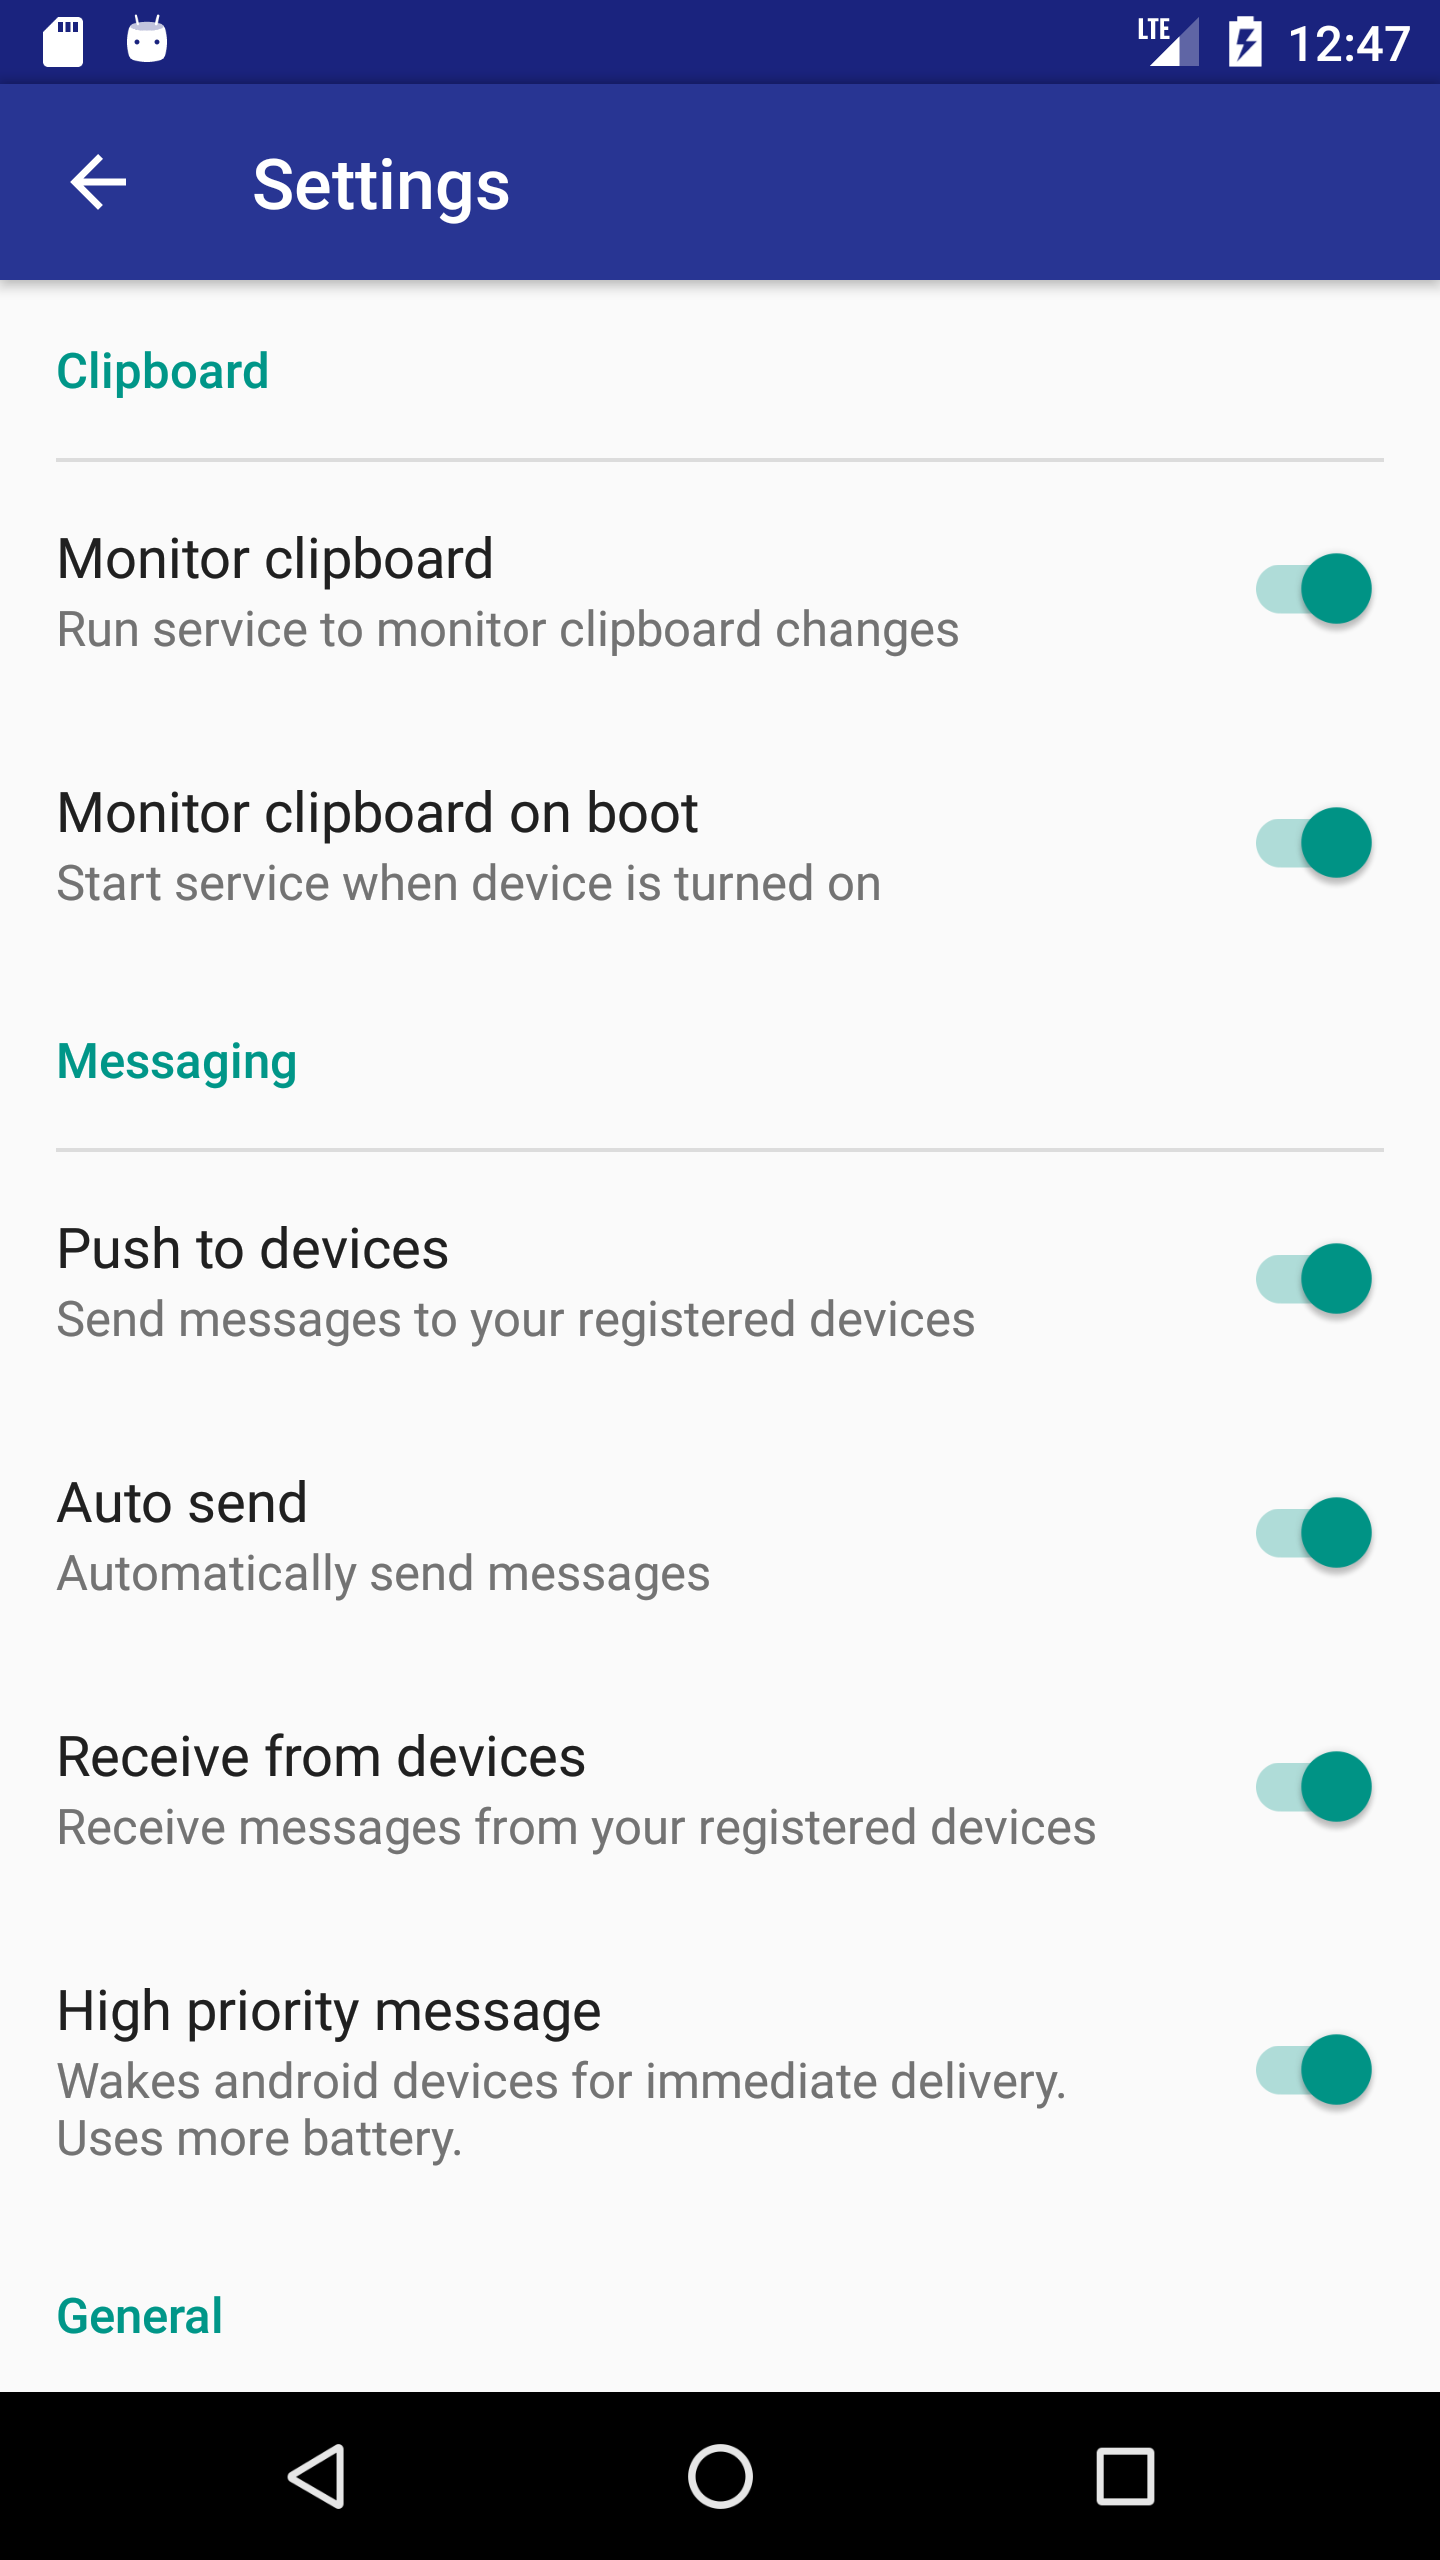 LTE 12:47
Settings
Clipboard
Monitor clipboard
Run service to monitor clipboard changes
Monitor clipboard on boot
Start service when device is turned on
Messaging
Push to devices
Send messages to your registered devices
Auto send
Automatically send messages
Receive from devices
Receive messages from your registered devices
High priority message
Wakes android devices for immediate delivery.
Uses more battery.
General